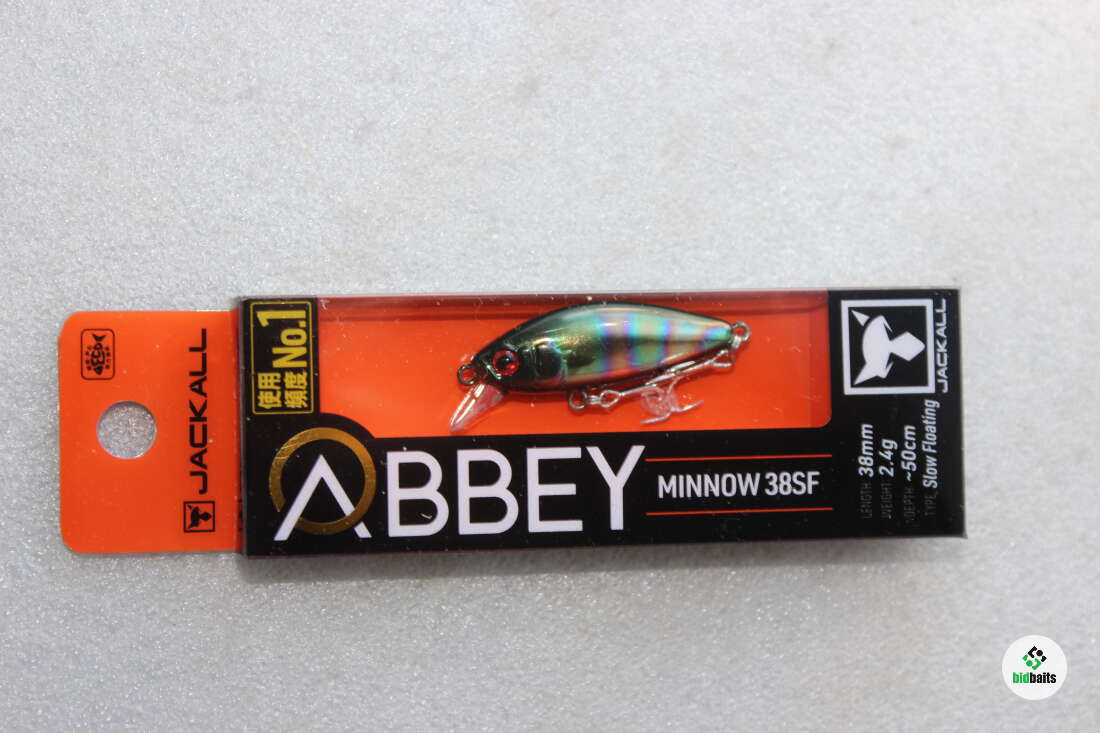 JACKALL
使用
頻度
No.1
ABBEY
MINNOW 38SF
JACKALL
LENGTH 38mm
WEIGHT 2.4g
DEPTH ~50cm
TYPE Slow Floating
bidbaits